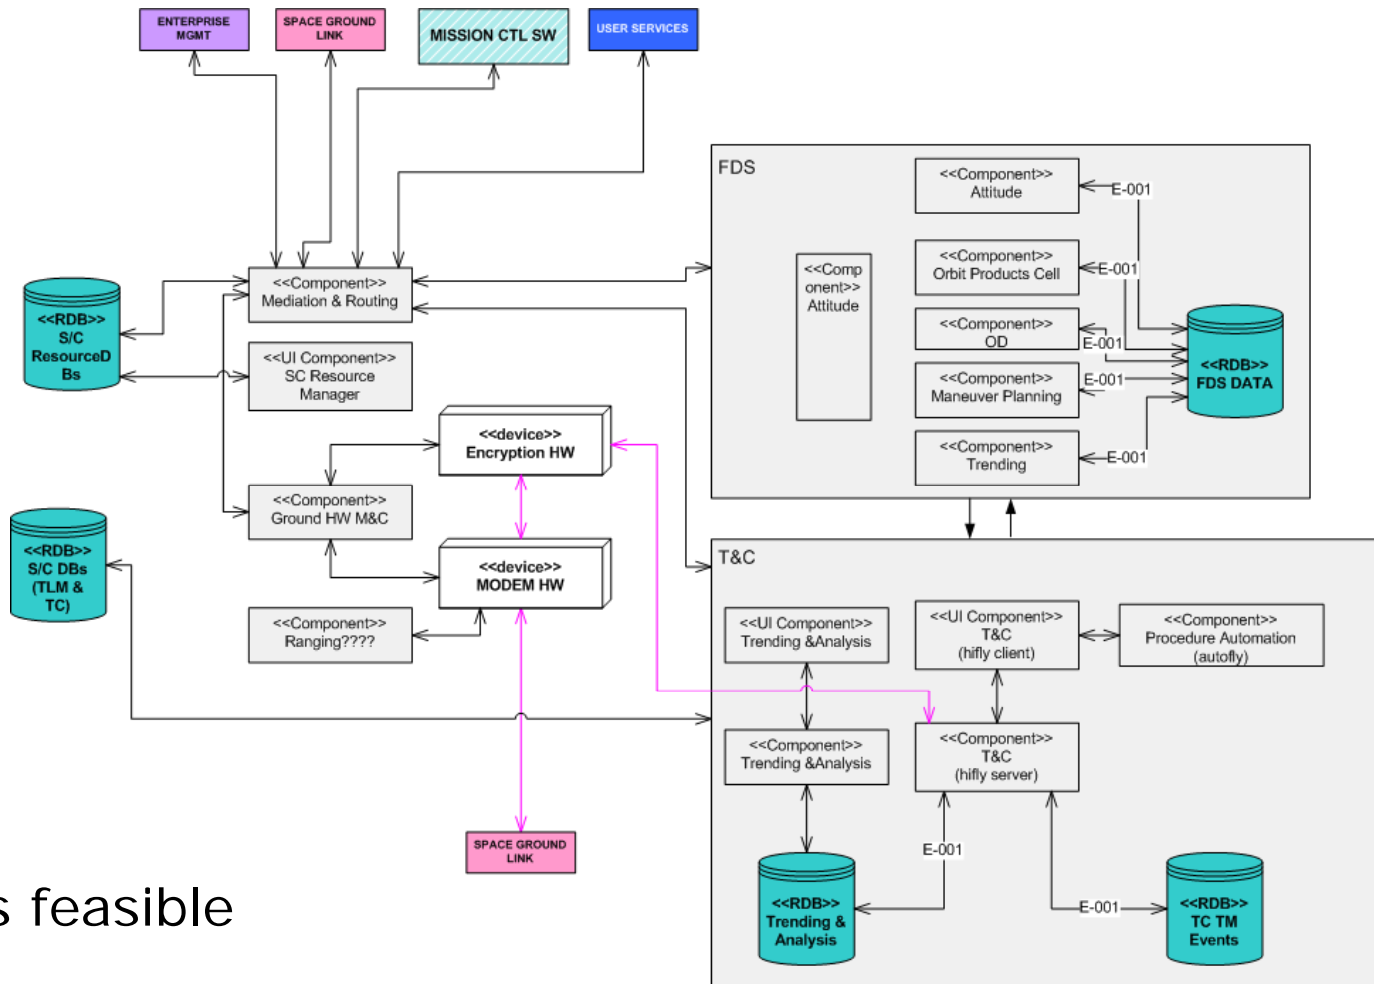 ENTERPRISE
MGMT
SPACE GROUND
LINK
MISSION CTL SW
USER SERVICES
FDS
<<Component>>
Attitude
E-001
<<Component>>
Orbit Products Cell
E-001
<<Comp
onent>>
Attitude
<<Component>>
OD
E-001
<<Component>>
Maneuver Planning
E-001
<<Component>>
Trending
E-001
<<RDB>>
FDS DATA
<<Component>>
Mediation & Routing
<<RDB>>
S/C
ResourceD
Bs
<<UI Component>>
SC Resource
Manager
<<device>>
Encryption HW
<<Component>>
Ground HW M&C
<<RDB>>
S/C DBs
(TLM &
TC)
<<device>>
MODEM HW
<<Component>>
Ranging????
T&C
<<UI Component>>
Trending &Analysis
<<UI Component>>
T&C
(hifly client)
<<Component>>
Procedure Automation
(autofly)
<<Component>>
Trending &Analysis
<<Component>>
T&C
(hifly server)
SPACE GROUND
LINK
E-001
E-001
<<RDB>>
Trending &
Analysis
<<RDB>>
TC TM
Events
s feasible